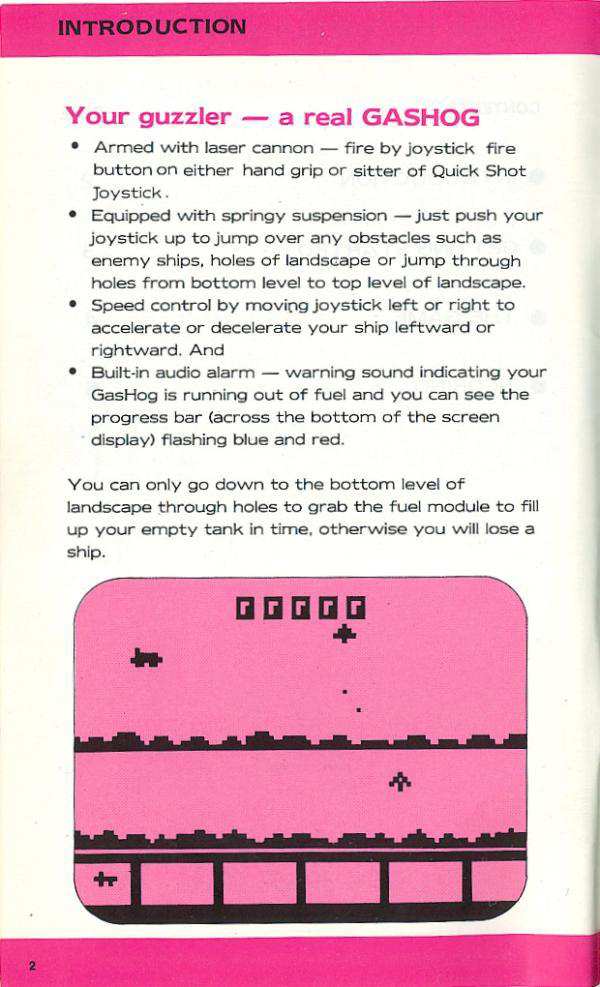 INTRODUCTION
Your guzzler — a real GASHOG
• Armed with laser cannon — fire by joystick fire
button on either hand grip or sitter of Quick Shot
Joystick.
• Equipped with springy suspension — just push your
joystick up to jump over any obstacles such as
enemy ships, holes of landscape or jump through
holes from bottom level to top level of landscape.
• Speed control by moving joystick left or right to
accelerate or decelerate your ship leftward or
rightward. And
• Built-in audio alarm — warning sound indicating your
GasHog is running out of fuel and you can see the
progress bar (across the bottom of the screen
display) flashing blue and red.
You can only go down to the bottom level of
landscape through holes to grab the fuel module to fill
up your empty tank in time, otherwise you will lose a
ship.
2